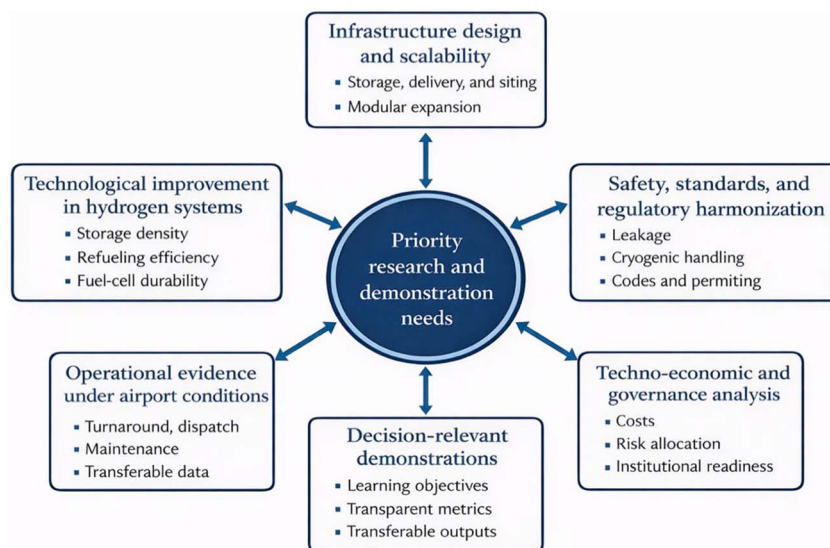 Infrastructure design
and scalability
▪ Storage, delivery, and siting
▪ Modular expansion
Technological improvement
in hydrogen systems
▪ Storage density
▪ Refueling efficiency
▪ Fuel-cell durability
Priority
research and
demonstration
needs
Safety, standards, and
regulatory harmonization
▪ Leakage
▪ Cryogenic handling
▪ Codes and permiting
Operational evidence
under airport conditions
▪ Turnaround, dispatch
▪ Maintenance
▪ Transferable data
Decision-relevant
demonstrations
▪ Learning objectives
▪ Transparent metrics
▪ Transferable outputs
Techno-economic and
governance analysis
▪ Costs
▪ Risk allocation
▪ Institutional readiness